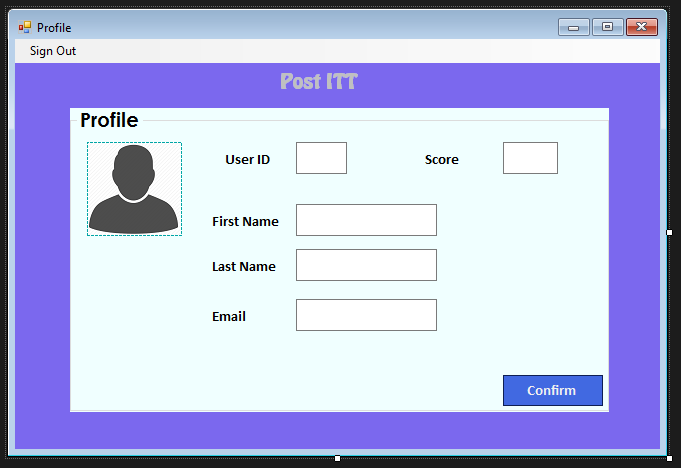 Profile
Sign Out
Post ITT
Profile
User ID
Score
First Name
Last Name
Email
Confirm